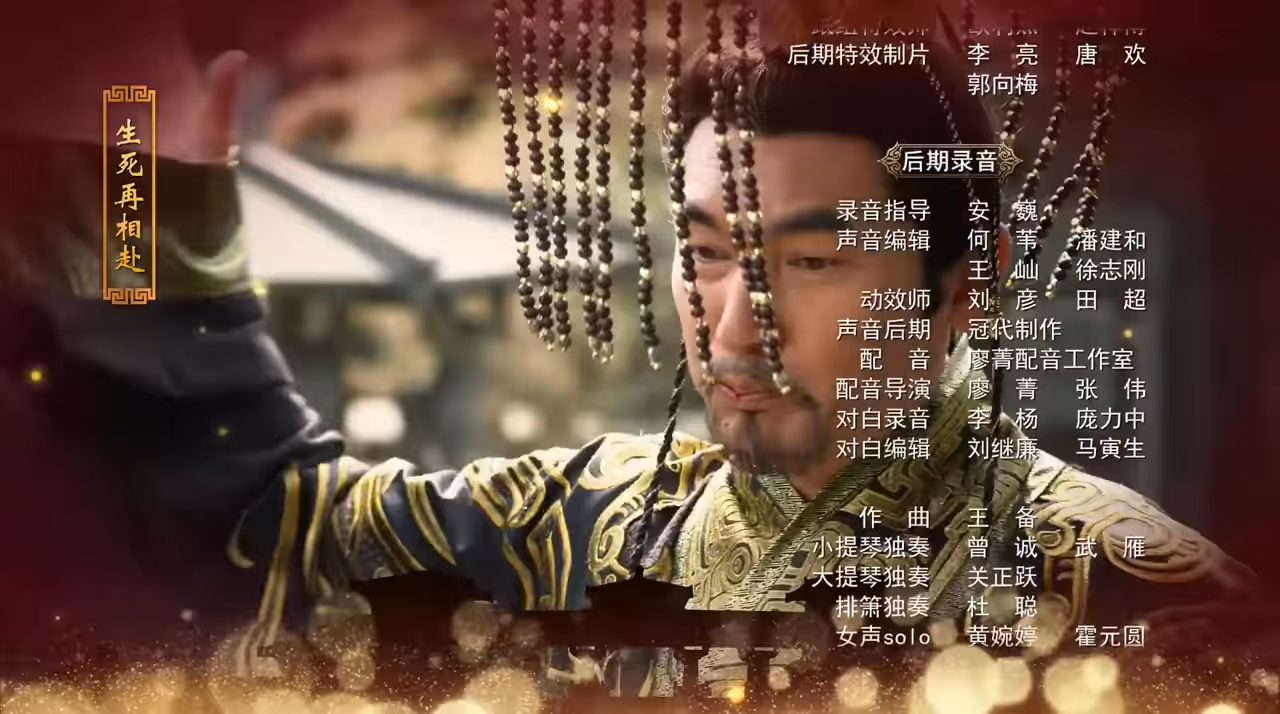 生死再相赴
后期特效制片 李 亮 唐 欢
郭向梅
后期录音
录音指导 安 巍
声音编辑 何 苇 潘建和
王 屾 徐志刚
动效师 刘 彦 田 超
声音后期 冠代制作
配 音 廖菁配音工作室
配音导演 廖 菁 张 伟
对白录音 李 杨 庞力中
对白编辑 刘继廉 马寅生
作 曲 王 备
小提琴独奏 曾 诚 武 雁
大提琴独奏 关正跃
排箫独奏 杜 聪
女声solo 黄婉婷 霍元圆